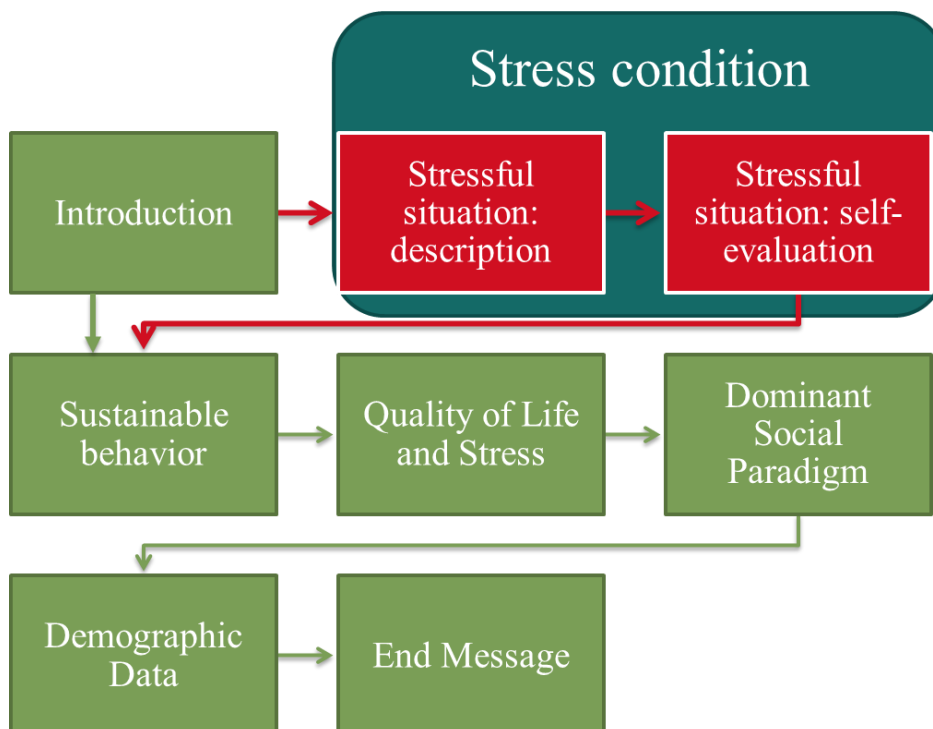 Stress condition
Introduction
Stressful
situation:
description
Stressful
situation: self-
evaluation
Sustainable
behavior
Quality of Life
and Stress
Dominant
Social
Paradigm
Demographic
Data
End Message